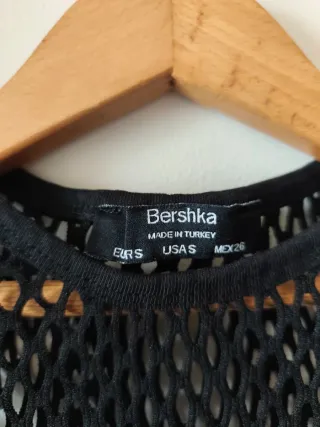 Bershka
MADE IN TURKEY
EUR S USA S MEX 26